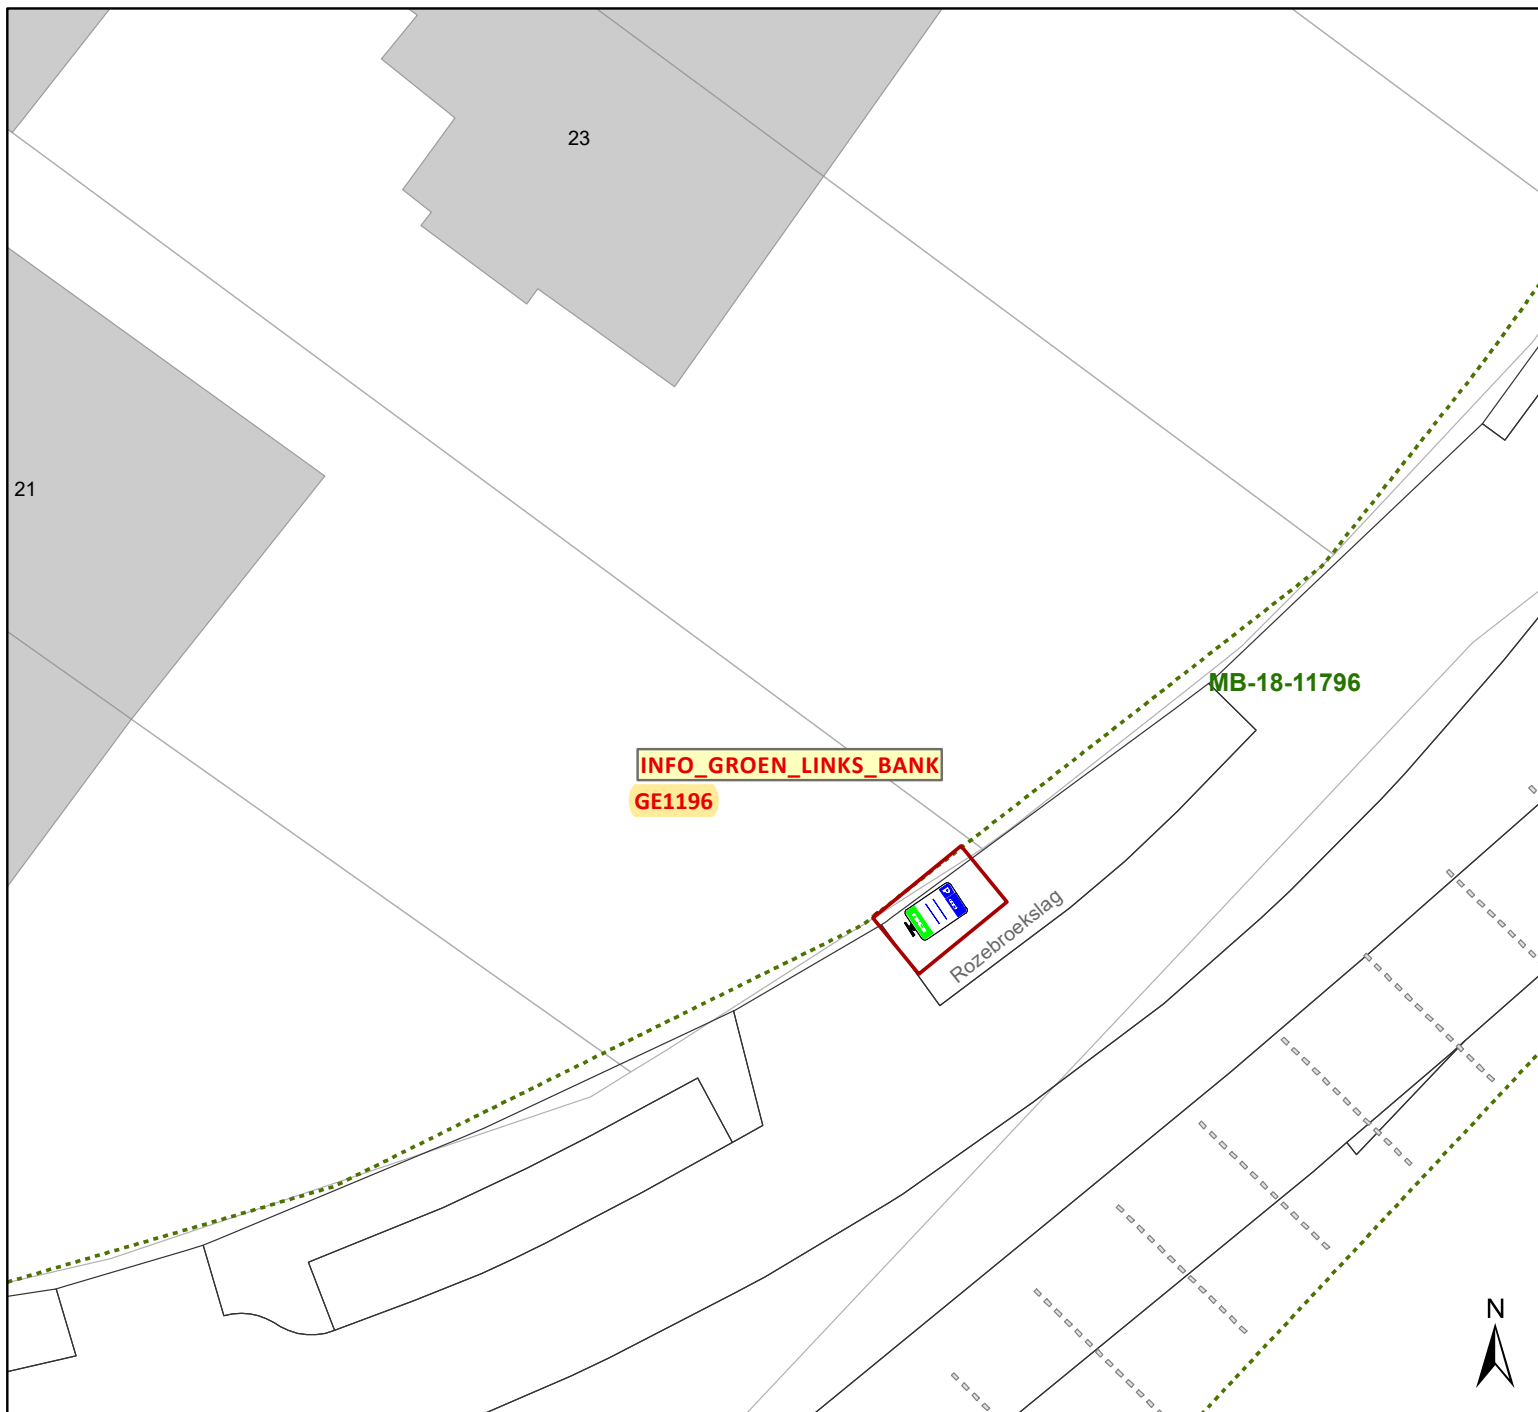 23
21
MB-18-11796
INFO_GROEN_LINKS_BANK
GE1196
Rozebroekslag
P
N